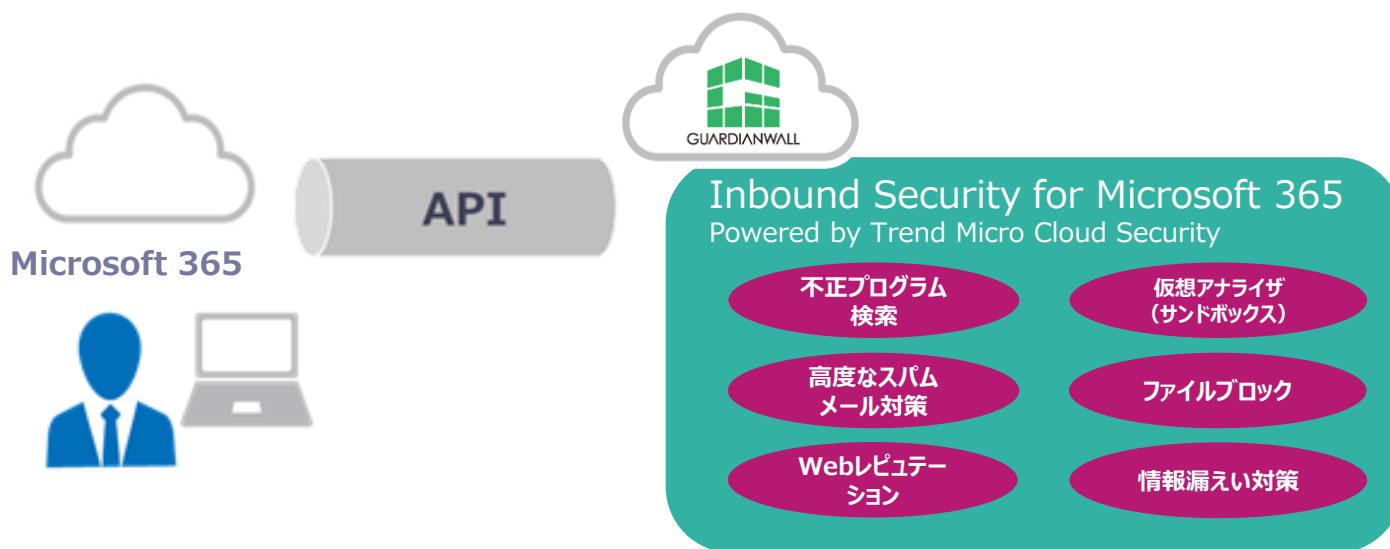 GUARDIANWALL
Microsoft 365
API
Inbound Security for Microsoft 365
Powered by Trend Micro Cloud Security
不正プログラム
検索
仮想アナライザ
（サンドボックス）
高度なスパム
メール対策
ファイルブロック
Webレピュテー
ション
情報漏えい対策